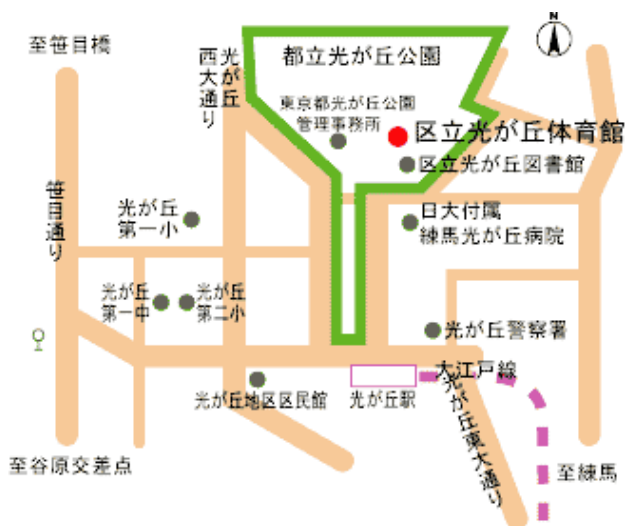 N
至笹目橋
光が丘
西大通り
都立光が丘公園
東京都光が丘公園
管理事務所
区立光が丘体育館
区立光が丘図書館
笹目通り
光が丘
第一小
日大付属
練馬光が丘病院
光が丘
第一中
光が丘
第二小
光が丘警察署
大江戸線
光が丘地区区民館
光が丘駅
光が丘東大通り
至谷原交差点
至練馬